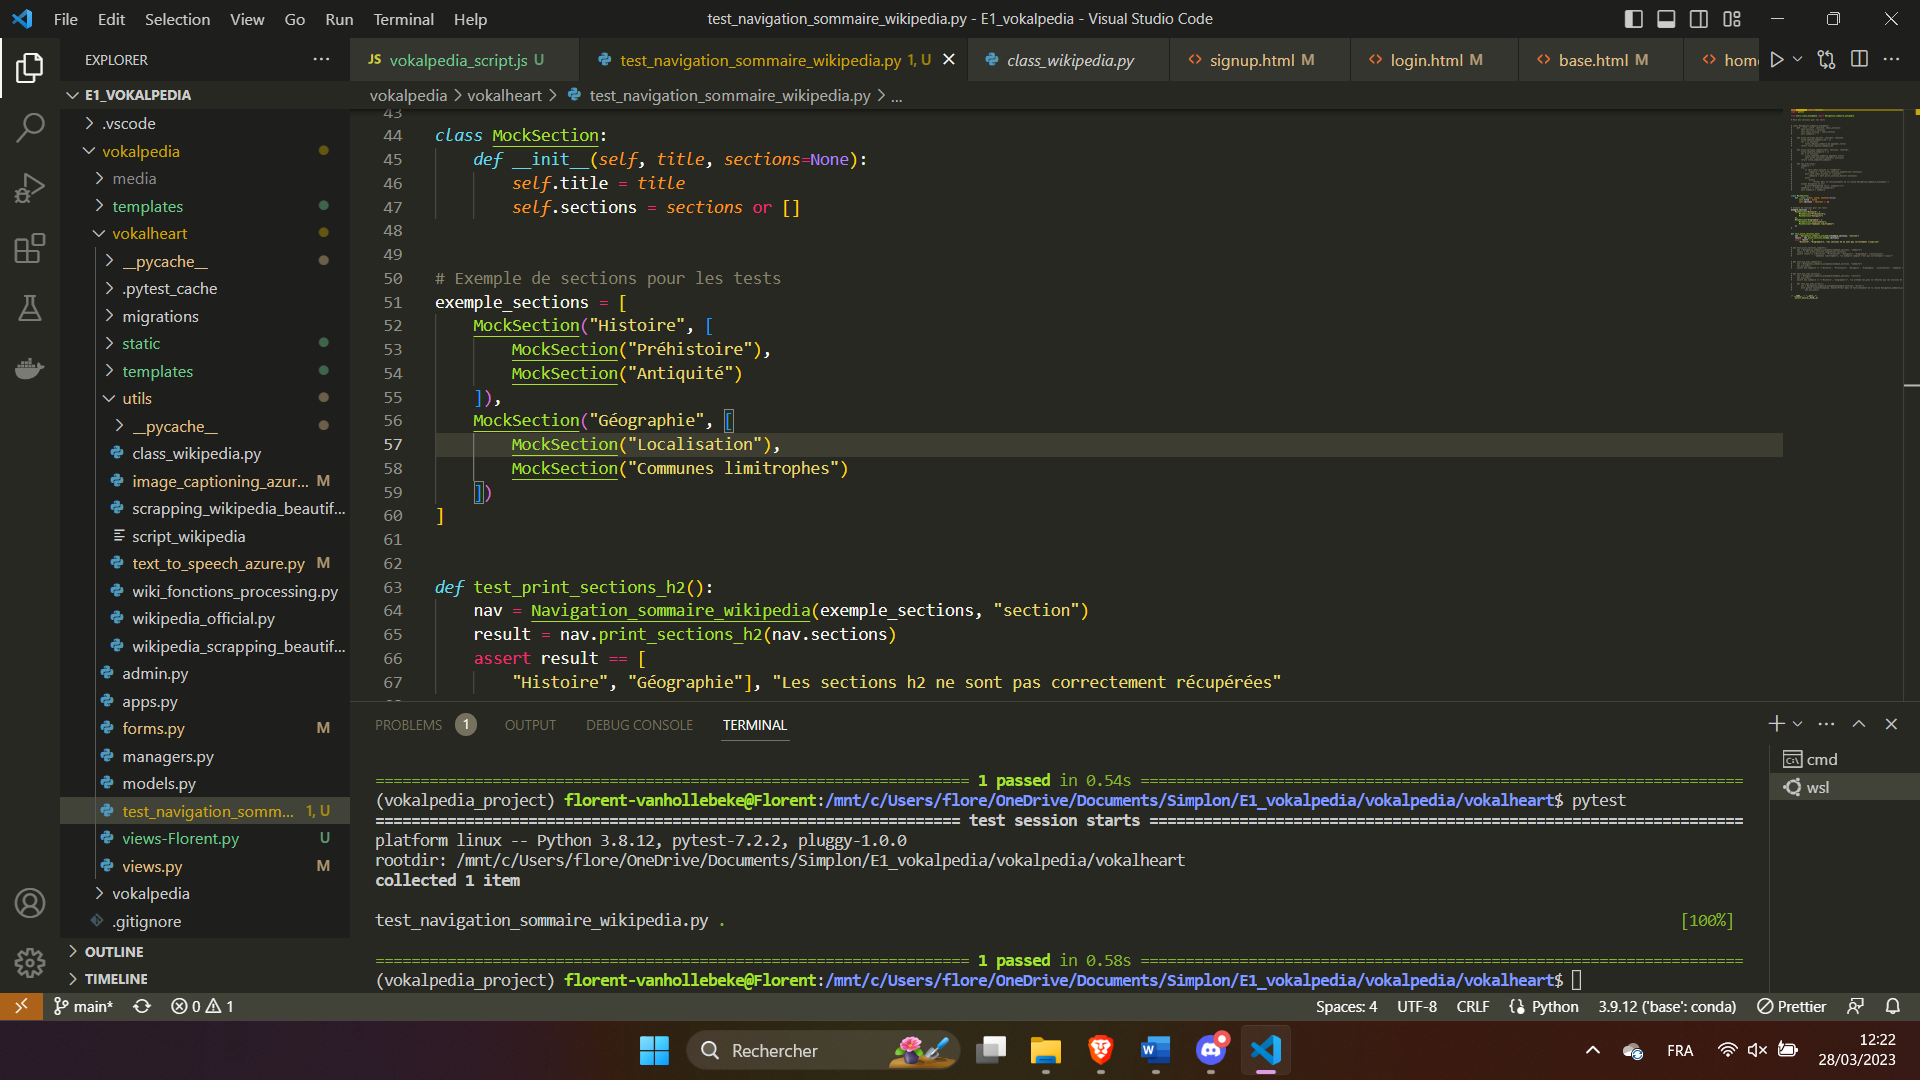 File Edit Selection View Go Run Terminal Help
test_navigation_sommaire_wikipedia.py - E1_vokalpedia - Visual Studio Code
EXPLORER
E1_VOKALPEDIA
.vscode
vokalpedia
media
templates
vokalheart
__pycache__
.pytest_cache
migrations
static
templates
utils
__pycache__
class_wikipedia.py
image_captioning_azur... M
scrapping_wikipedia_beautif...
script_wikipedia
text_to_speech_azure.py M
wiki_fonctions_processing.py
wikipedia_official.py
wikipedia_scrapping_beautif...
admin.py
apps.py
forms.py M
managers.py
models.py
test_navigation_somm... 1, U
views-Florent.py U
views.py M
vokalpedia
.gitignore
OUTLINE
TIMELINE
JS vokalpedia_script.js U
test_navigation_sommaire_wikipedia.py 1, U
class_wikipedia.py
signup.html M
login.html M
base.html M
hom
vokalpedia > vokalheart > test_navigation_sommaire_wikipedia.py > ...
43
44 class MockSection:
45 def __init__(self, title, sections=None):
46 self.title = title
47 self.sections = sections or []
48
49
50 # Exemple de sections pour les tests
51 exemple_sections = [
52 MockSection("Histoire", [
53 MockSection("Préhistoire"),
54 MockSection("Antiquité")
55 ]),
56 MockSection("Géographie", [
57 MockSection("Localisation"),
58 MockSection("Communes limitrophes")
59 ])
60 ]
61
62
63 def test_print_sections_h2():
64 nav = Navigation_sommaire_wikipedia(exemple_sections, "section")
65 result = nav.print_sections_h2(nav.sections)
66 assert result == [
67 "Histoire", "Géographie"], "Les sections h2 ne sont pas correctement récupérées"
PROBLEMS 1 OUTPUT DEBUG CONSOLE TERMINAL
cmd
wsl
=============== 1 passed in 0.54s ===============
(vokalpedia_project) florent-vanhollebeke@Florent:/mnt/c/Users/flore/OneDrive/Documents/Simplon/E1_vokalpedia/vokalpedia/vokalheart$ pytest
=============== test session starts ===============
platform linux -- Python 3.8.12, pytest-7.2.2, pluggy-1.0.0
rootdir: /mnt/c/Users/flore/OneDrive/Documents/Simplon/E1_vokalpedia/vokalpedia/vokalheart
collected 1 item
test_navigation_sommaire_wikipedia.py . [100%]
=============== 1 passed in 0.58s ===============
(vokalpedia_project) florent-vanhollebeke@Florent:/mnt/c/Users/flore/OneDrive/Documents/Simplon/E1_vokalpedia/vokalpedia/vokalheart$
main* 0 1
Spaces: 4 UTF-8 CRLF Python 3.9.12 ('base': conda) Prettier
Rechercher
FRA
12:22
28/03/2023